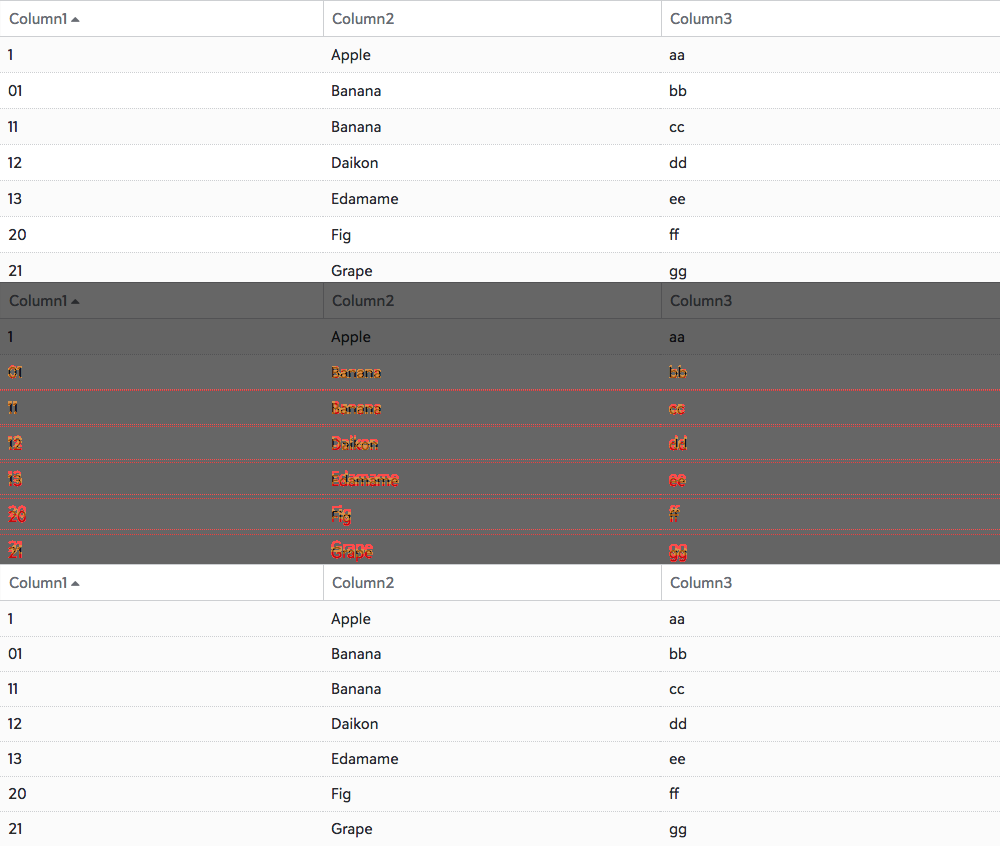 Column1 Column2 Column3
1 Apple aa
01 Banana bb
11 Banana cc
12 Daikon dd
13 Edamame ee
20 Fig ff
21 Grape gg
Column1 Column2 Column3
1 Apple aa
01 Banana bb
11 Banana cc
12 Daikon dd
13 Edamame ee
20 Fig ff
21 Grape gg
Column1 Column2 Column3
1 Apple aa
01 Banana bb
11 Banana cc
12 Daikon dd
13 Edamame ee
20 Fig ff
21 Grape gg